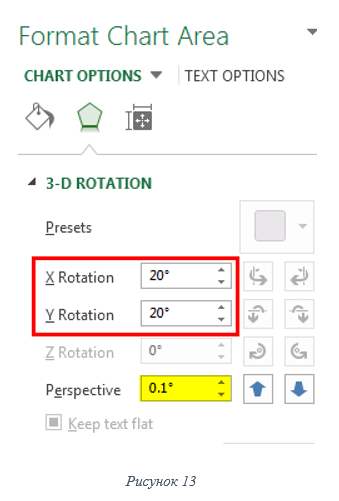 Format Chart Area
CHART OPTIONS TEXT OPTIONS
3-D ROTATION
Presets
X Rotation 20°
Y Rotation 20°
Z Rotation 0°
Perspective 0.1°
Keep text flat
Рисунок 13